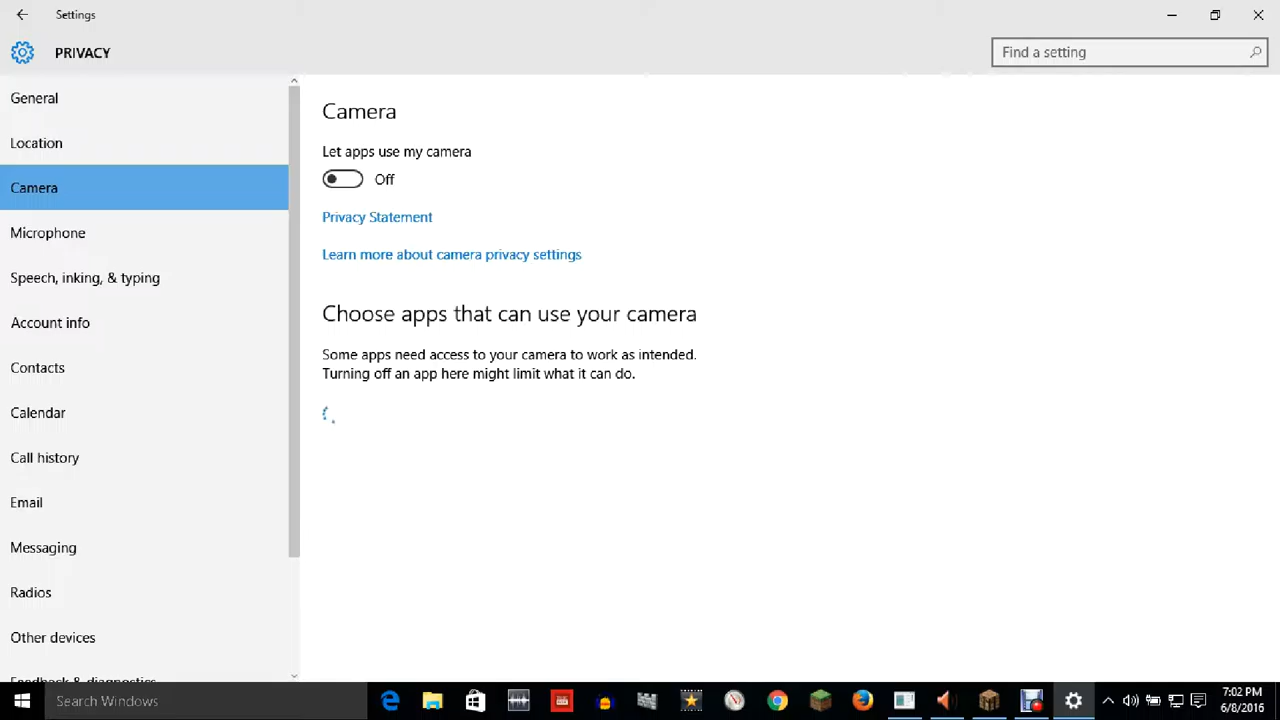 Settings
PRIVACY
Find a setting
General
Location
Camera
Microphone
Speech, inking, & typing
Account info
Contacts
Calendar
Call history
Email
Messaging
Radios
Other devices
Feedback & diagnostics
Camera
Let apps use my camera
Off
Privacy Statement
Learn more about camera privacy settings
Choose apps that can use your camera
Some apps need access to your camera to work as intended.
Turning off an app here might limit what it can do.
Search Windows
7:02 PM
6/8/2016